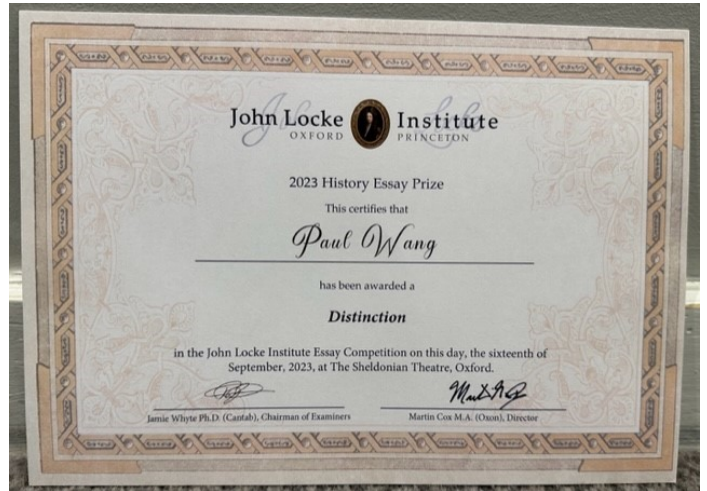 John Locke Institute
OXFORD PRINCETON
2023 History Essay Prize
This certifies that
Paul Wang
has been awarded a
Distinction
in the John Locke Institute Essay Competition on this day, the sixteenth of
September, 2023, at The Sheldonian Theatre, Oxford.
Jamie Whyte Ph.D. (Cantab), Chairman of Examiners
Martin Cox M.A. (Oxon), Director